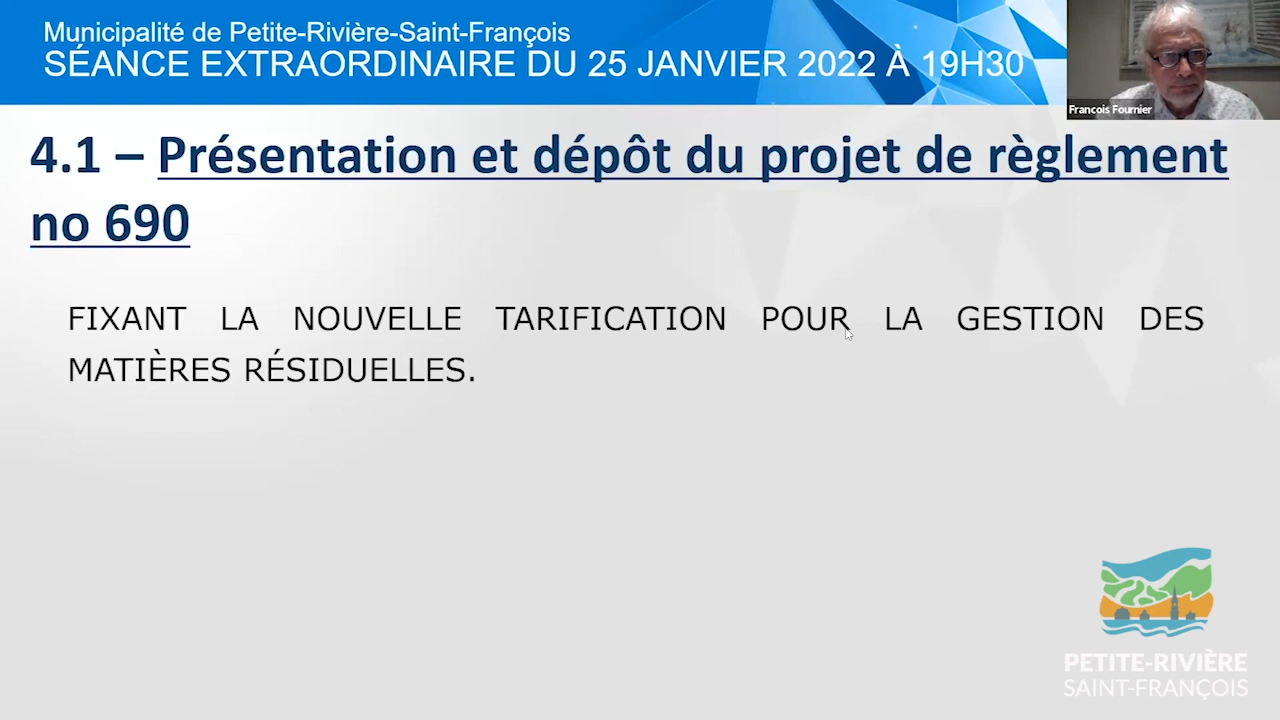 Municipalité de Petite-Rivière-Saint-François
SÉANCE EXTRAORDINAIRE DU 25 JANVIER 2022 À 19H30
Francois Fournier
4.1 – Présentation et dépôt du projet de règlement
no 690
FIXANT LA NOUVELLE TARIFICATION POUR LA GESTION DES
MATIÈRES RÉSIDUELLES.
PETITE-RIVIÈRE
SAINT-FRANÇOIS